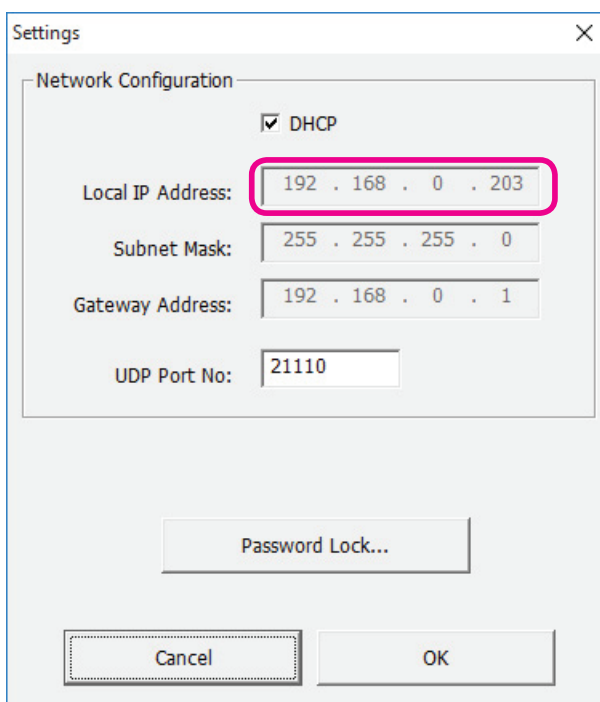 Settings
Network Configuration
DHCP
Local IP Address: 192 . 168 . 0 . 203
Subnet Mask: 255 . 255 . 255 . 0
Gateway Address: 192 . 168 . 0 . 1
UDP Port No: 21110
Password Lock...
Cancel OK